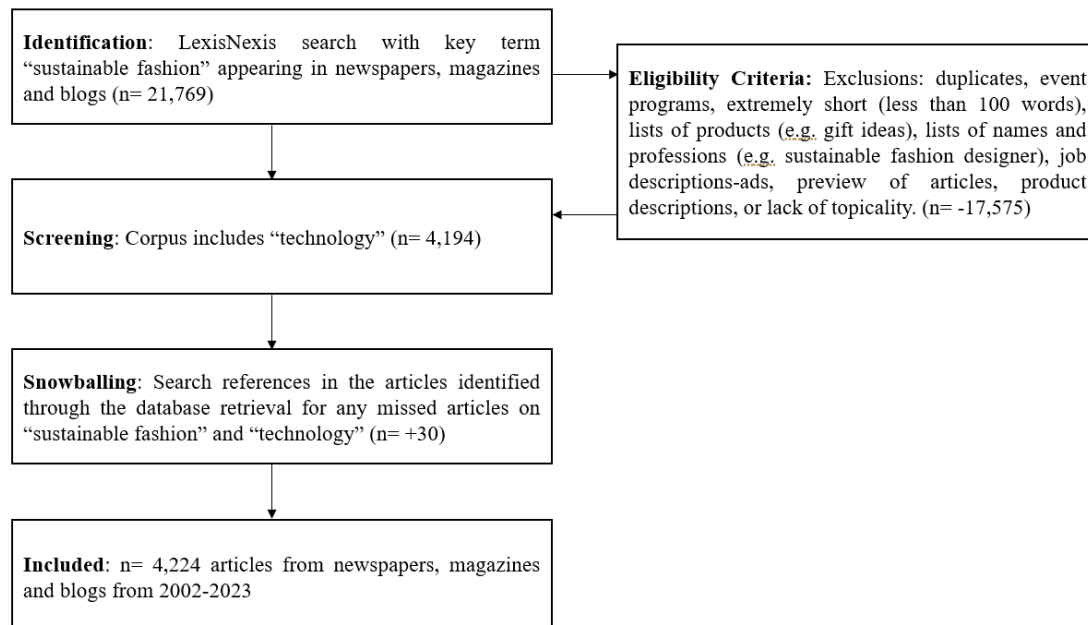 Identification: LexisNexis search with key term
“sustainable fashion” appearing in newspapers, magazines
and blogs (n= 21,769)
Eligibility Criteria: Exclusions: duplicates, event
programs, extremely short (less than 100 words),
lists of products (e.g. gift ideas), lists of names and
professions (e.g. sustainable fashion designer), job
descriptions-ads, preview of articles, product
descriptions, or lack of topicality. (n= -17,575)
Screening: Corpus includes “technology” (n= 4,194)
Snowballing: Search references in the articles identified
through the database retrieval for any missed articles on
“sustainable fashion” and “technology” (n= +30)
Included: n= 4,224 articles from newspapers, magazines
and blogs from 2002-2023